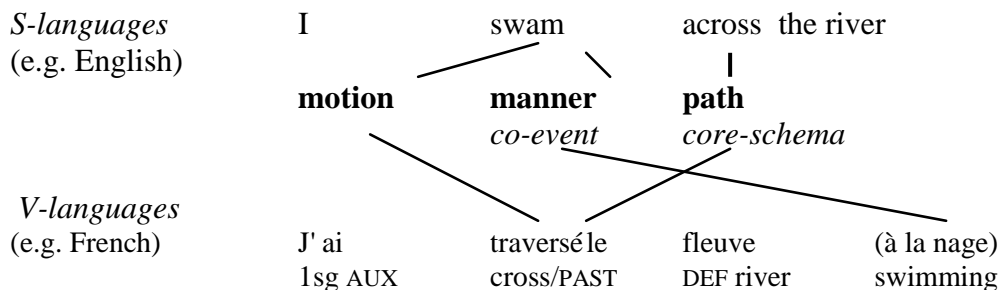 S-languages I swam across the river
(e.g. English)
motion manner path
co-event core-schema
V-languages
(e.g. French) J' ai traversé le fleuve (à la nage)
1sg AUX cross/PAST DEF river swimming